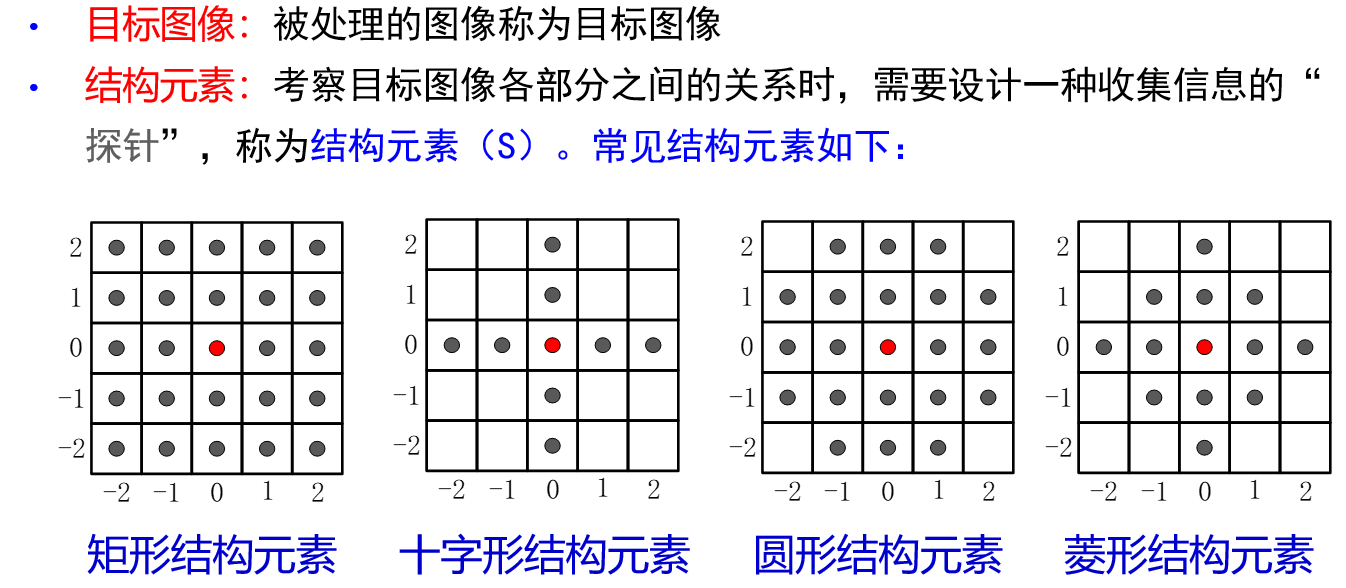 • 目标图像：被处理的图像称为目标图像
• 结构元素：考察目标图像各部分之间的关系时，需要设计一种收集信息的“
探针”，称为结构元素（S）。常见结构元素如下：
2 2 2 2
1 1 1 1
0 0 0 0
-1 -1 -1 -1
-2 -2 -2 -2
-2 -1 0 1 2 -2 -1 0 1 2 -2 -1 0 1 2 -2 -1 0 1 2
矩形结构元素 十字形结构元素 圆形结构元素 菱形结构元素